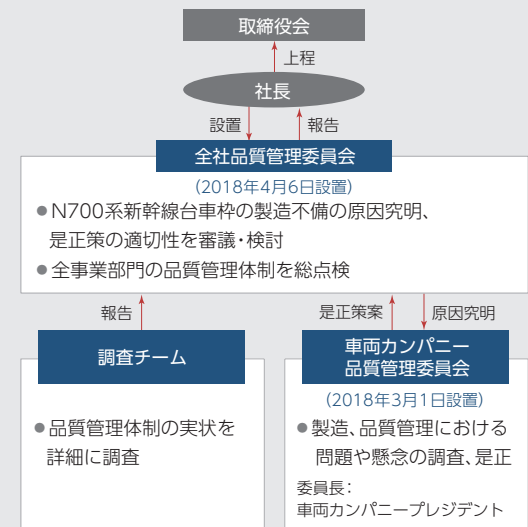 取締役会
上程
社長
設置
報告
全社品質管理委員会
(2018年4月6日設置)
●N700系新幹線台車枠の製造不備の原因究明、
是正策の適切性を審議・検討
●全事業部門の品質管理体制を総点検
報告
是正策案
原因究明
調査チーム
●品質管理体制の実状を
詳細に調査
車両カンパニー
品質管理委員会
(2018年3月1日設置)
●製造、品質管理における
問題や懸念の調査、是正
委員長：
車両カンパニープレジデント